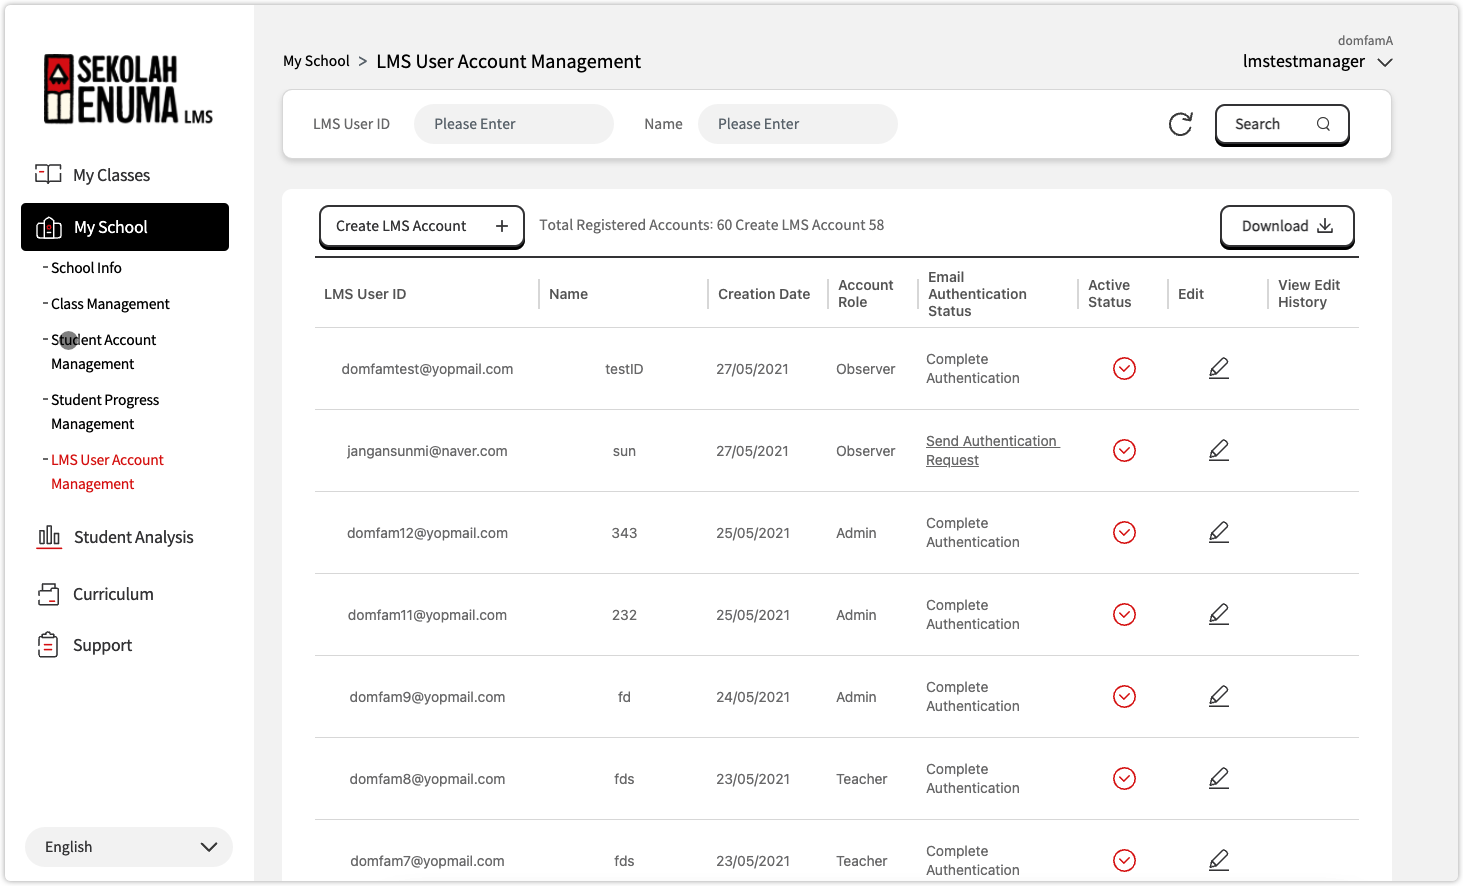 SEKOLAH
ENUMA LMS
My Classes
My School
- School Info
- Class Management
- Student Account
Management
- Student Progress
Management
- LMS User Account
Management
Student Analysis
Curriculum
Support
English
My School > LMS User Account Management
domfamA
lmstestmanager
LMS User ID Please Enter Name Please Enter Search
Create LMS Account + Total Registered Accounts: 60 Create LMS Account 58 Download
LMS User ID Name Creation Date Account Role Email Authentication Status Active Status Edit View Edit History
domfamtest@yopmail.com testID 27/05/2021 Observer Complete Authentication
jangansunmi@naver.com sun 27/05/2021 Observer Send Authentication Request
domfam12@yopmail.com 343 25/05/2021 Admin Complete Authentication
domfam11@yopmail.com 232 25/05/2021 Admin Complete Authentication
domfam9@yopmail.com fd 24/05/2021 Admin Complete Authentication
domfam8@yopmail.com fds 23/05/2021 Teacher Complete Authentication
domfam7@yopmail.com fds 23/05/2021 Teacher Complete Authentication